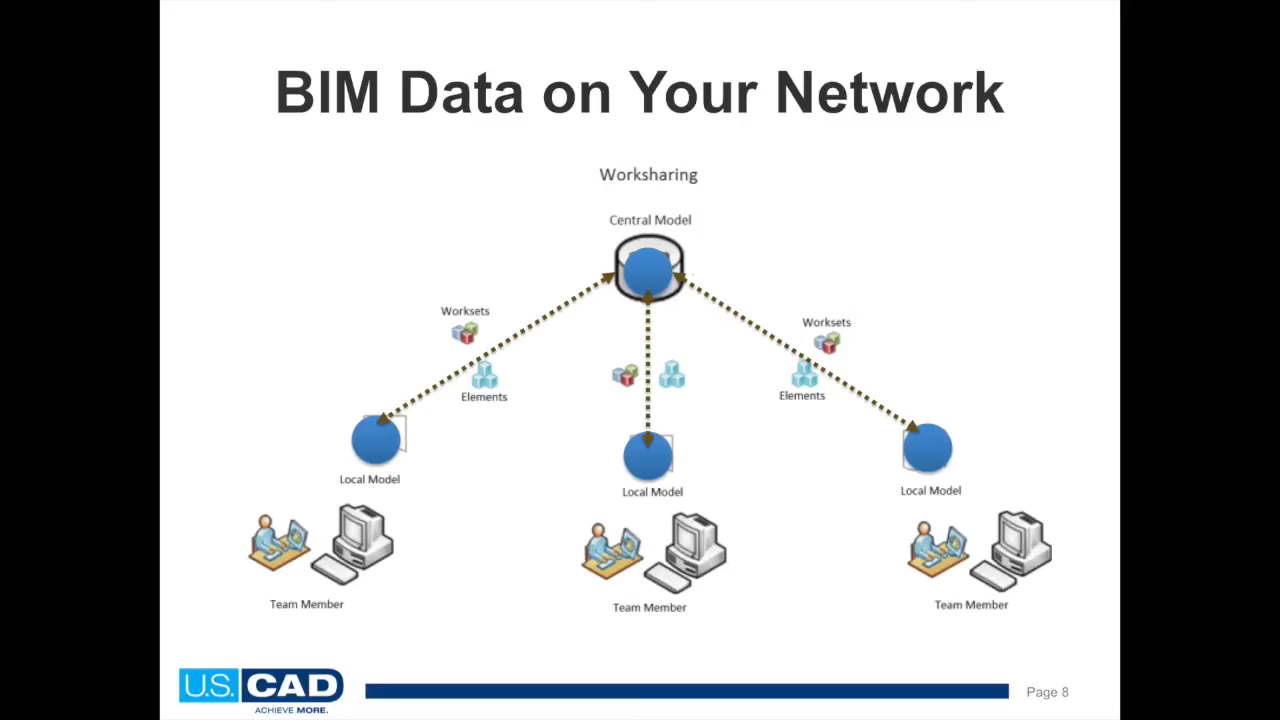 BIM Data on Your Network
Worksharing
Central Model
Worksets
Worksets
Elements
Elements
Local Model
Local Model
Local Model
Team Member
Team Member
Team Member
U.S. CAD
ACHIEVE MORE.
Page 8